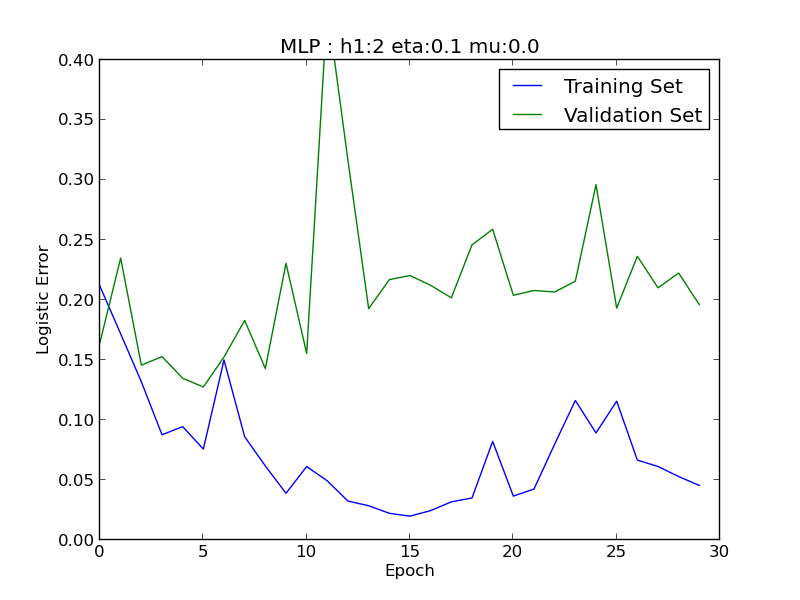 MLP : h1:2 eta:0.1 mu:0.0
Training Set
Validation Set
0.40
0.35
0.30
0.25
0.20
0.15
0.10
0.05
0.00
Logistic Error
0 5 10 15 20 25 30
Epoch